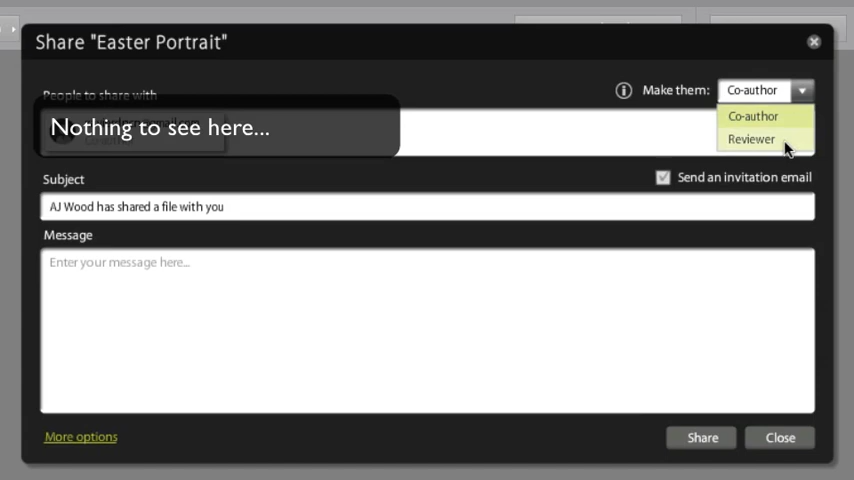 Share "Easter Portrait"
People to share with
Make them:
Co-author
Co-author
Reviewer
Nothing to see here...
Subject
Send an invitation email
AJ Wood has shared a file with you
Message
Enter your message here...
More options
Share
Close